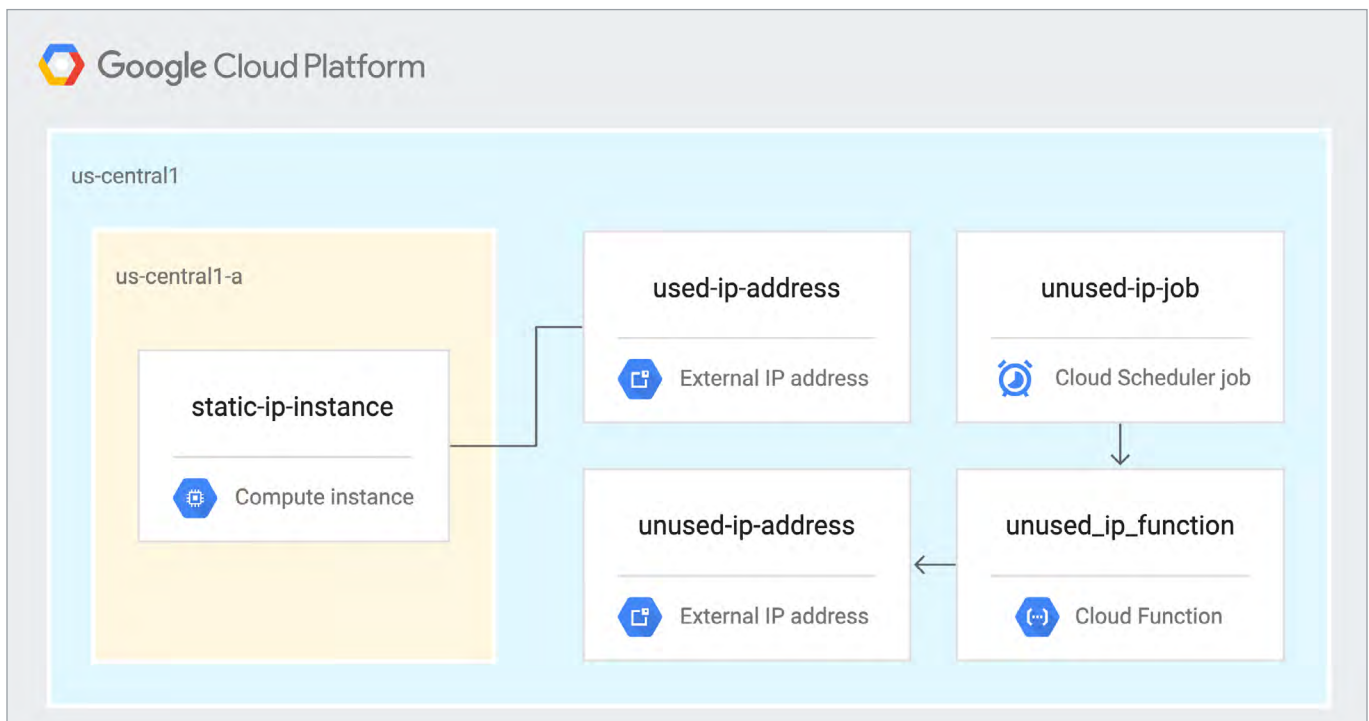 Google Cloud Platform
us-central1
us-central1-a
static-ip-instance
Compute instance
used-ip-address
External IP address
unused-ip-job
Cloud Scheduler job
unused-ip-address
External IP address
unused_ip_function
Cloud Function